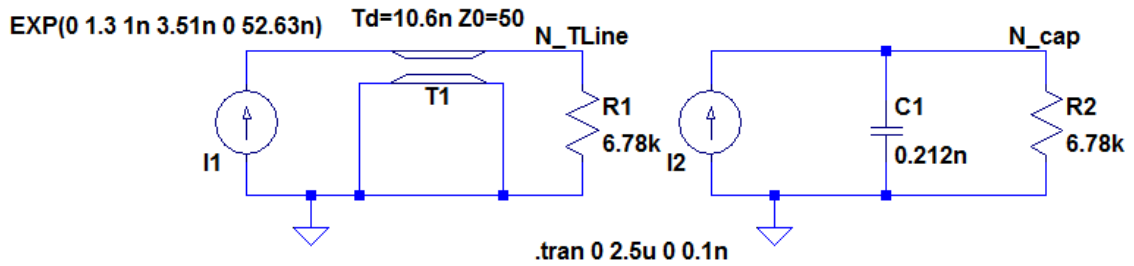 EXP(0 1.3 1n 3.51n 0 52.63n)
Td=10.6n Z0=50
N_TLine
T1
I1
R1
6.78k
N_cap
I2
C1
0.212n
R2
6.78k
.tran 0 2.5u 0 0.1n